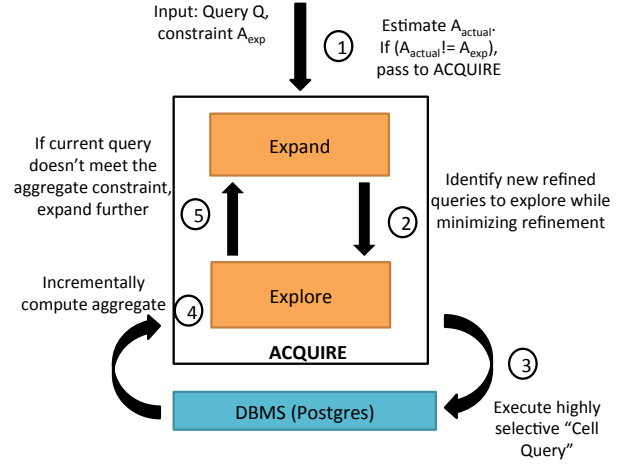 Input: Query Q,
constraint A_exp
1
Estimate A_actual.
If (A_actual != A_exp),
pass to ACQUIRE
Expand
If current query
doesn't meet the
aggregate constraint,
expand further
5
2
Identify new refined
queries to explore while
minimizing refinement
Incrementally
compute aggregate
4
Explore
ACQUIRE
3
DBMS (Postgres)
Execute highly
selective “Cell
Query”